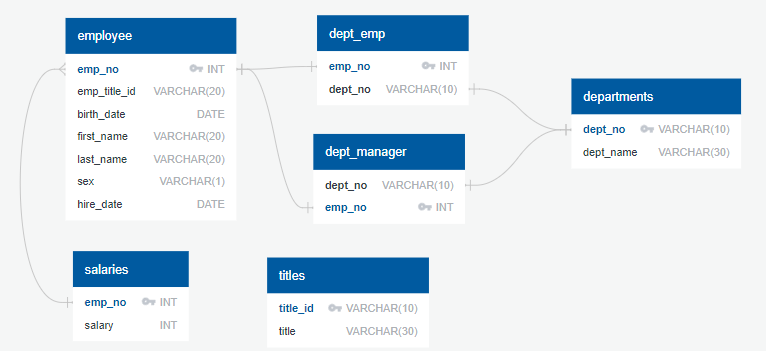 employee
emp_no INT
emp_title_id VARCHAR(20)
birth_date DATE
first_name VARCHAR(20)
last_name VARCHAR(20)
sex VARCHAR(1)
hire_date DATE
dept_emp
emp_no INT
dept_no VARCHAR(10)
departments
dept_no VARCHAR(10)
dept_name VARCHAR(30)
dept_manager
dept_no VARCHAR(10)
emp_no INT
salaries
emp_no INT
salary INT
titles
title_id VARCHAR(10)
title VARCHAR(30)